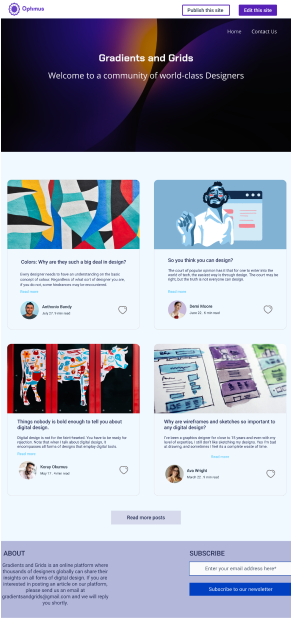 Ophmus
Publish this site
Edit this site
Home
Contact Us
Gradients and Grids
Welcome to a community of world-class Designers
Colors: Why are they such a big deal in design?
Every designer needs to have an understanding on the basic
concept of colour. Regardless of what sort of designer you are,
if you do not, some hindrances may be encountered.
Read more
Anthonia Bandy
July 27 · 5 min read
So you think you can design?
The court of popular opinion has it that for one to enter into the
world of tech, the easiest way is through design. The court may be
right, but the truth is not everyone can design.
Read more
Demi Moore
June 22 · 6 min read
Things nobody is bold enough to tell you about
digital design.
Digital design is not for the faint-hearted. You have to be ready for
rejection. Note that when I talk about digital design, it
encompasses all forms of designs that employ digital tools.
Read more
Koray Okumus
May 17 · 4 min read
Why are wireframes and sketches so important to
any digital design?
I've been a graphics designer for close to 15 years and even with my
level of expertise, I still don't like sketching my designs. Yes I'm bad
at drawing, and sometimes I felt its a complete waste of time.
Read more
Ava Wright
March 22 · 9 min read
Read more posts
ABOUT
Gradients and Grids is an online platform where
thousands of designers globally can share their
insights on all forms of digital design. If you are
interested in posting an article on our platform,
please send us an email at
gradientsandgrids@gmail.com and we will reply
you shortly.
SUBSCRIBE
Enter your email address here*
Subscribe to our newsletter